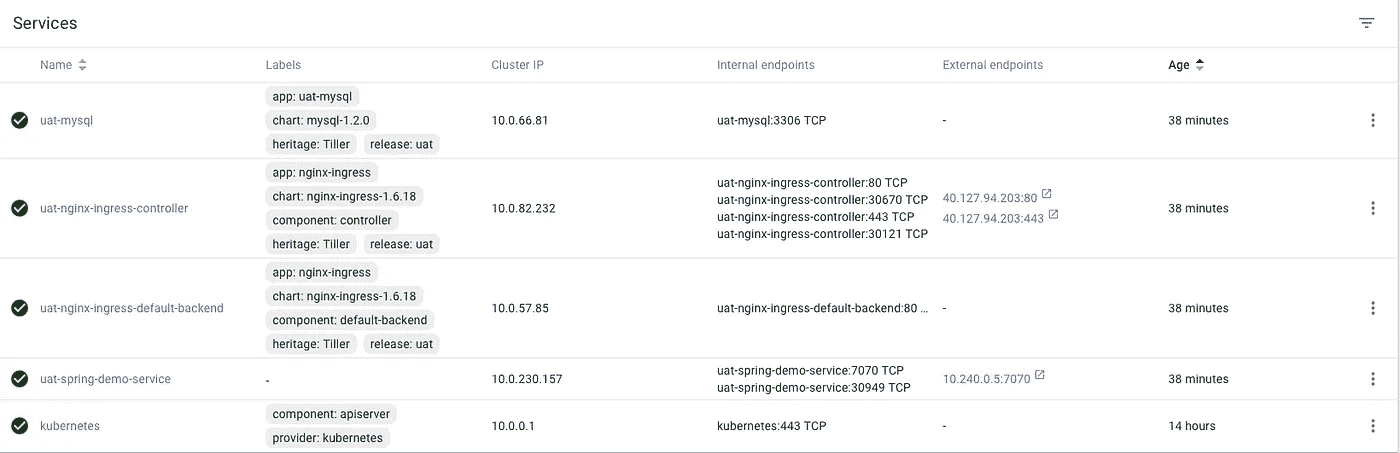 Services
Name Labels Cluster IP Internal endpoints External endpoints Age
app: uat-mysql
uat-mysql chart: mysql-1.2.0 10.0.66.81 uat-mysql:3306 TCP - 38 minutes
heritage: Tiller release: uat
app: nginx-ingress
uat-nginx-ingress-controller:80 TCP
chart: nginx-ingress-1.6.18 uat-nginx-ingress-controller:30670 TCP 40.127.94.203:80
uat-nginx-ingress-controller 10.0.82.232 38 minutes
component: controller uat-nginx-ingress-controller:443 TCP 40.127.94.203:443
uat-nginx-ingress-controller:30121 TCP
heritage: Tiller release: uat
app: nginx-ingress
chart: nginx-ingress-1.6.18
uat-nginx-ingress-default-backend 10.0.57.85 uat-nginx-ingress-default-backend:80 ... - 38 minutes
component: default-backend
heritage: Tiller release: uat
uat-spring-demo-service:7070 TCP
uat-spring-demo-service - 10.0.230.157 10.240.0.5:7070 38 minutes
uat-spring-demo-service:30949 TCP
component: apiserver
kubernetes 10.0.0.1 kubernetes:443 TCP - 14 hours
provider: kubernetes